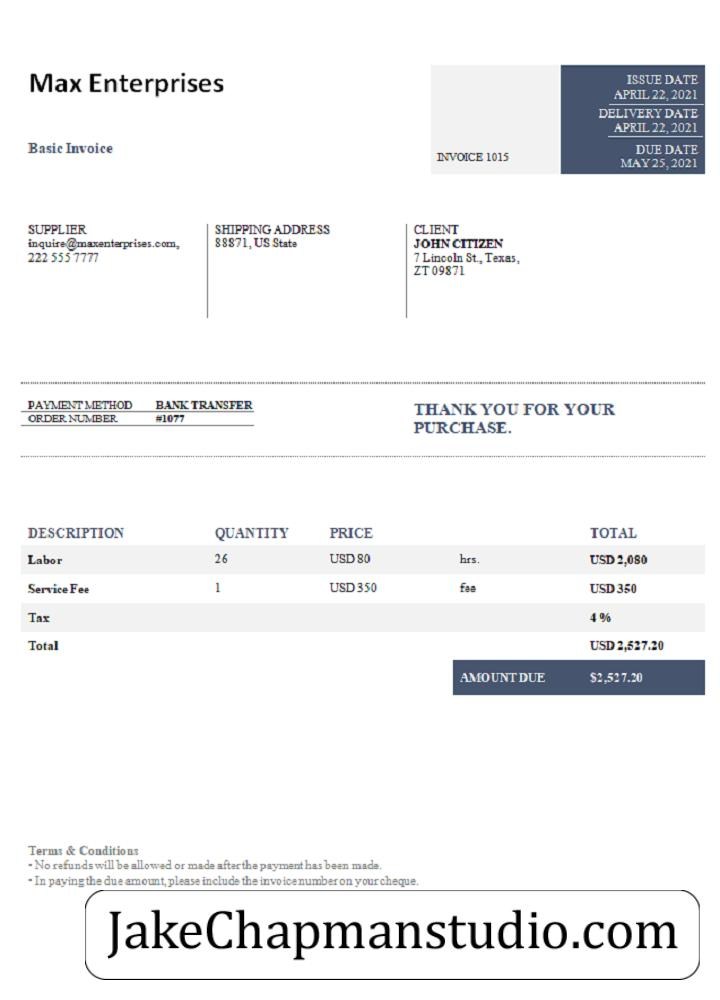 Max Enterprises
Basic Invoice
INVOICE 1015
ISSUE DATE
APRIL 22, 2021
DELIVERY DATE
APRIL 22, 2021
DUE DATE
MAY 25, 2021
SUPPLIER
inquire@maxenterprises.com,
222 555 7777
SHIPPING ADDRESS
88871, US State
CLIENT
JOHN CITIZEN
7 Lincoln St., Texas,
ZT 09871
PAYMENT METHOD BANK TRANSFER
ORDER NUMBER #1077
THANK YOU FOR YOUR
PURCHASE.
DESCRIPTION QUANTITY PRICE TOTAL
Labor 26 USD 80 hrs. USD 2,080
Service Fee 1 USD 350 fee USD 350
Tax 4 %
Total USD 2,527.20
AMOUNT DUE $2,527.20
Terms & Conditions
- No refunds will be allowed or made after the payment has been made.
- In paying the due amount, please include the invoice number on your cheque.
JakeChapmanstudio.com